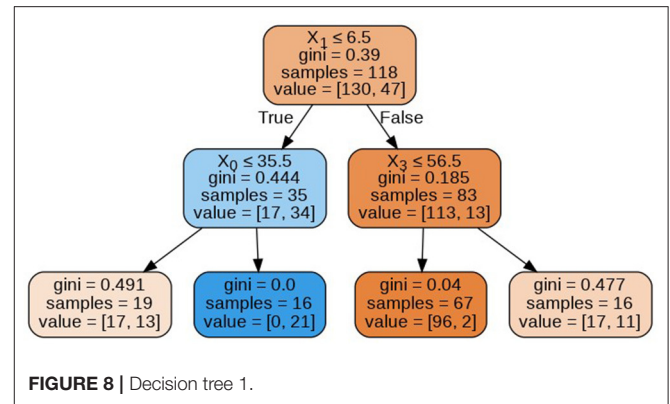 X1 ≤ 6.5
gini = 0.39
samples = 118
value = [130, 47]
True
False
X0 ≤ 35.5
gini = 0.444
samples = 35
value = [17, 34]
X3 ≤ 56.5
gini = 0.185
samples = 83
value = [113, 13]
gini = 0.491
samples = 19
value = [17, 13]
gini = 0.0
samples = 16
value = [0, 21]
gini = 0.04
samples = 67
value = [96, 2]
gini = 0.477
samples = 16
value = [17, 11]
FIGURE 8 | Decision tree 1.